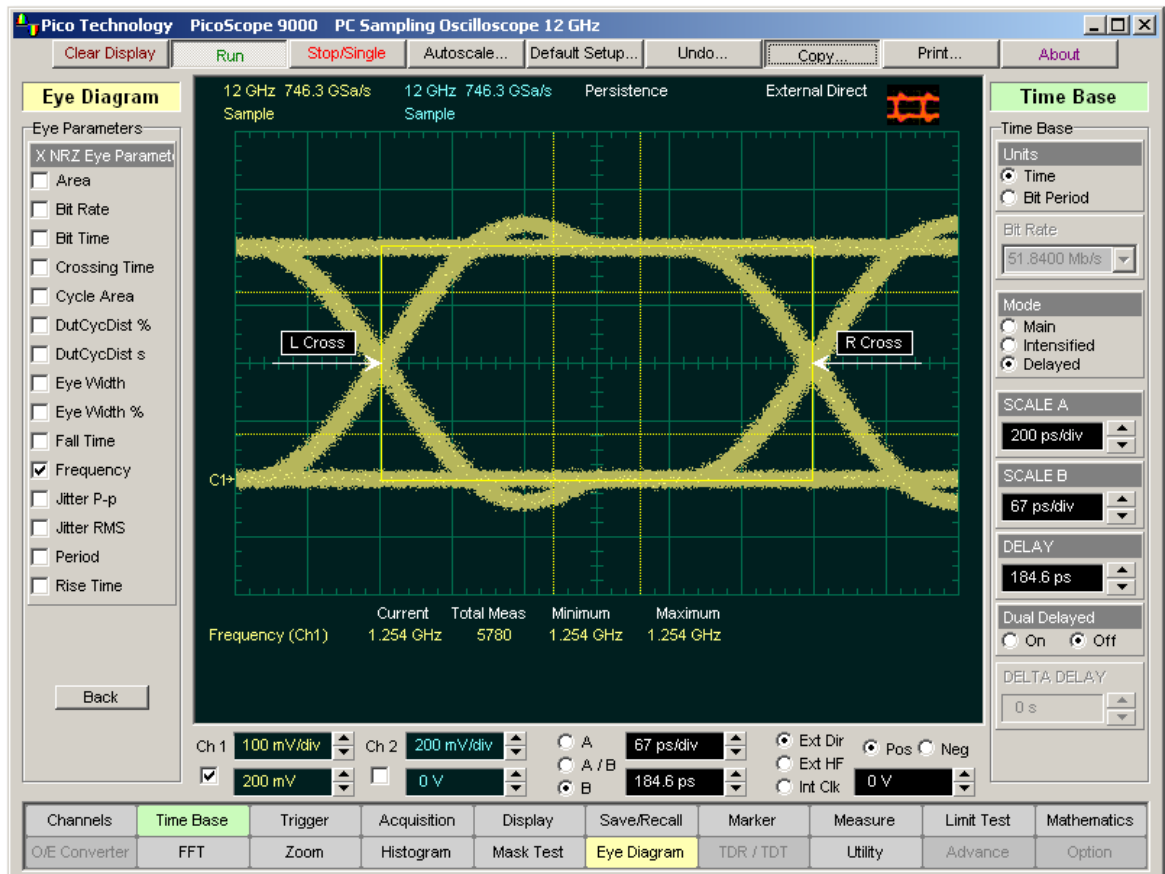 Pico Technology PicoScope 9000 PC Sampling Oscilloscope 12 GHz
Clear Display Run Stop/Single Autoscale... Default Setup... Undo... Copy... Print... About
Eye Diagram
Eye Parameters
X NRZ Eye Paramet
Area
Bit Rate
Bit Time
Crossing Time
Cycle Area
DutCycDist %
DutCycDist s
Eye Width
Eye Width %
Fall Time
Frequency
Jitter P-p
Jitter RMS
Period
Rise Time
Back
12 GHz 746.3 GSa/s 12 GHz 746.3 GSa/s Persistence External Direct
Sample Sample
L Cross R Cross
C1
Current Total Meas Minimum Maximum
Frequency (Ch1) 1.254 GHz 5780 1.254 GHz 1.254 GHz
Time Base
Time Base
Units
Time
Bit Period
Bit Rate
51.8400 Mb/s
Mode
Main
Intensified
Delayed
SCALE A
200 ps/div
SCALE B
67 ps/div
DELAY
184.6 ps
Dual Delayed
On Off
DELTA DELAY
0 s
Ch 1 100 mV/div Ch 2 200 mV/div A 67 ps/div Ext Dir Pos Neg
A / B Ext HF
200 mV 0 V B 184.6 ps Int Clk 0 V
Channels Time Base Trigger Acquisition Display Save/Recall Marker Measure Limit Test Mathematics
O/E Converter FFT Zoom Histogram Mask Test Eye Diagram TDR / TDT Utility Advance Option